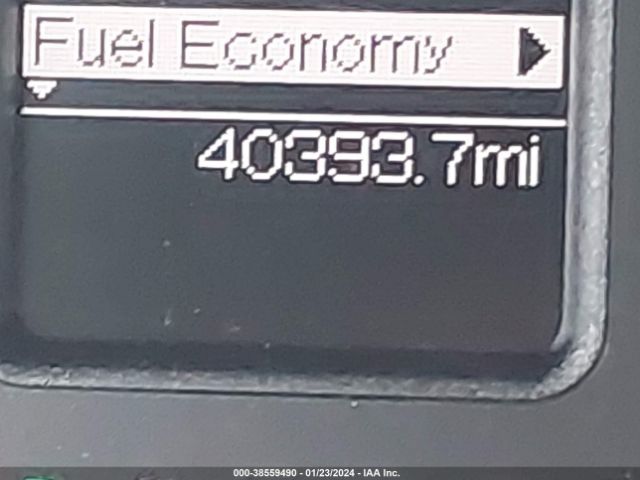 Fuel Economy
40393.7mi
000-38559490 - 01/23/2024 - IAA Inc.